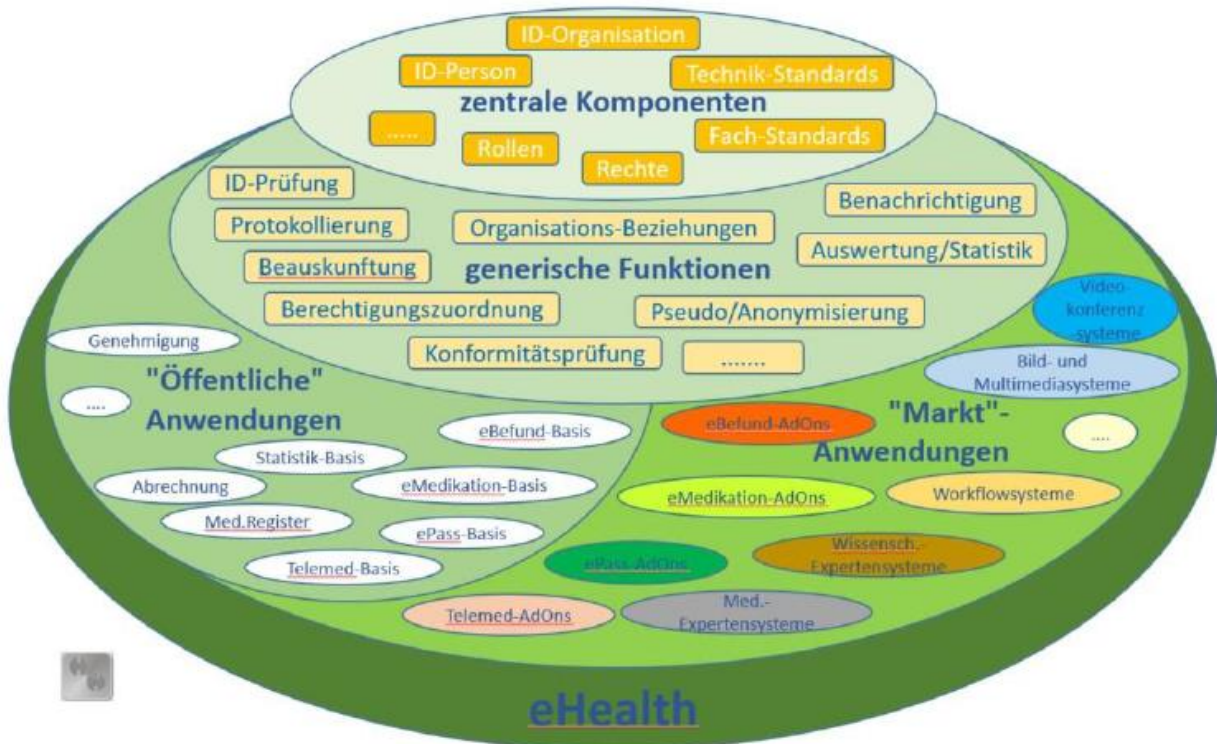 ID-Organisation
ID-Person
Technik-Standards
zentrale Komponenten
.....
Fach-Standards
Rollen
Rechte
ID-Prüfung
Benachrichtigung
Protokollierung
Organisations-Beziehungen
Auswertung/Statistik
Beauskunftung
generische Funktionen
Berechtigungszuordnung
Pseudo/Anonymisierung
Konformitätsprüfung
.......
Genehmigung
"Öffentliche"
Anwendungen
....
eBefund-Basis
Statistik-Basis
Abrechnung
eMedikation-Basis
Med.Register
ePass-Basis
Telemed-Basis
Video-
konferenz
-systeme
Bild- und
Multimediasysteme
eBefund-AdOns
"Markt"-
Anwendungen
....
eMedikation-AdOns
Workflowsysteme
ePass-AdOns
Wissensch.-
Expertensysteme
Telemed-AdOns
Med.-
Expertensysteme
eHealth